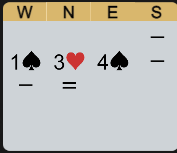 W N E S
–
1♠ 3♥ 4♠ –
– =